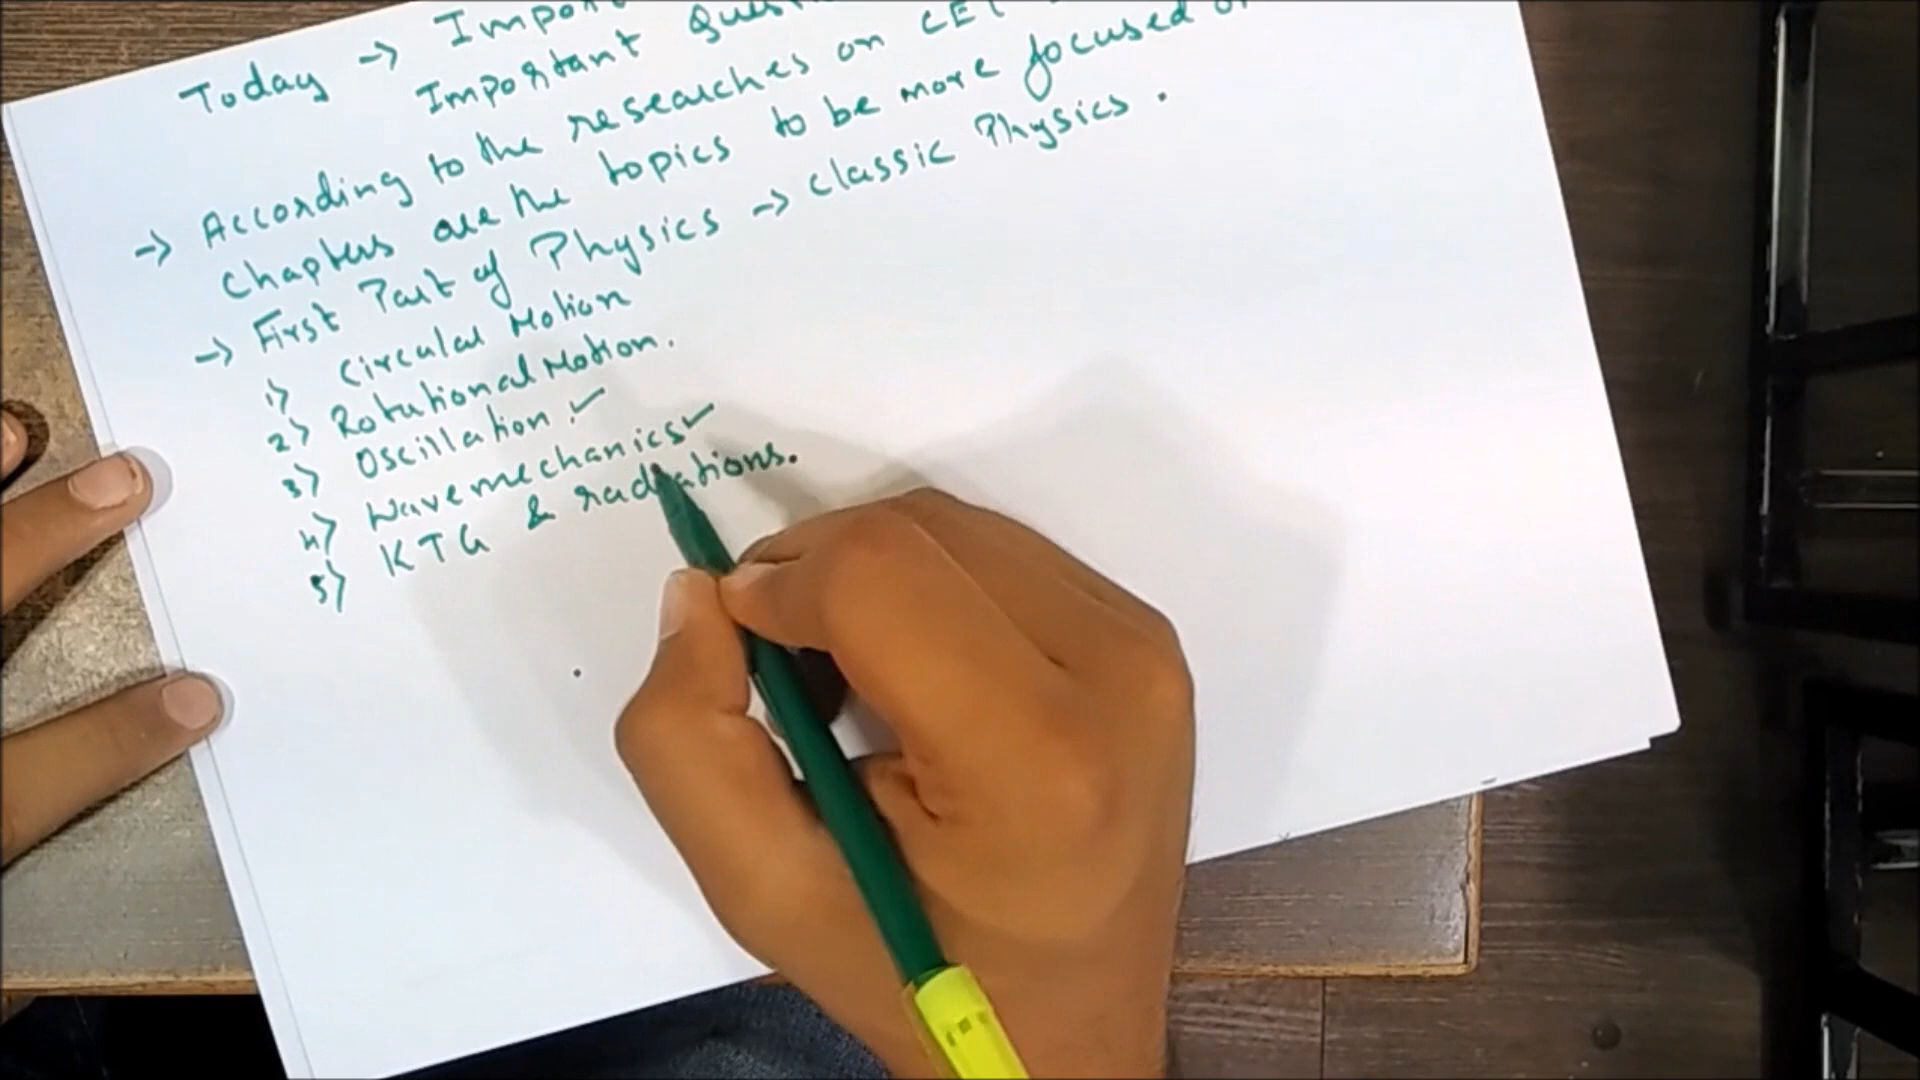 Today →
Important
→ According to the researches on CET
chapters are the topics to be more focused
→ First Part of Physics → classic Physics.
1) Circular Motion
2) Rotational Motion.
3) Oscillation. ✓
4) Wave mechanics ✓
5) KTG & radiations.